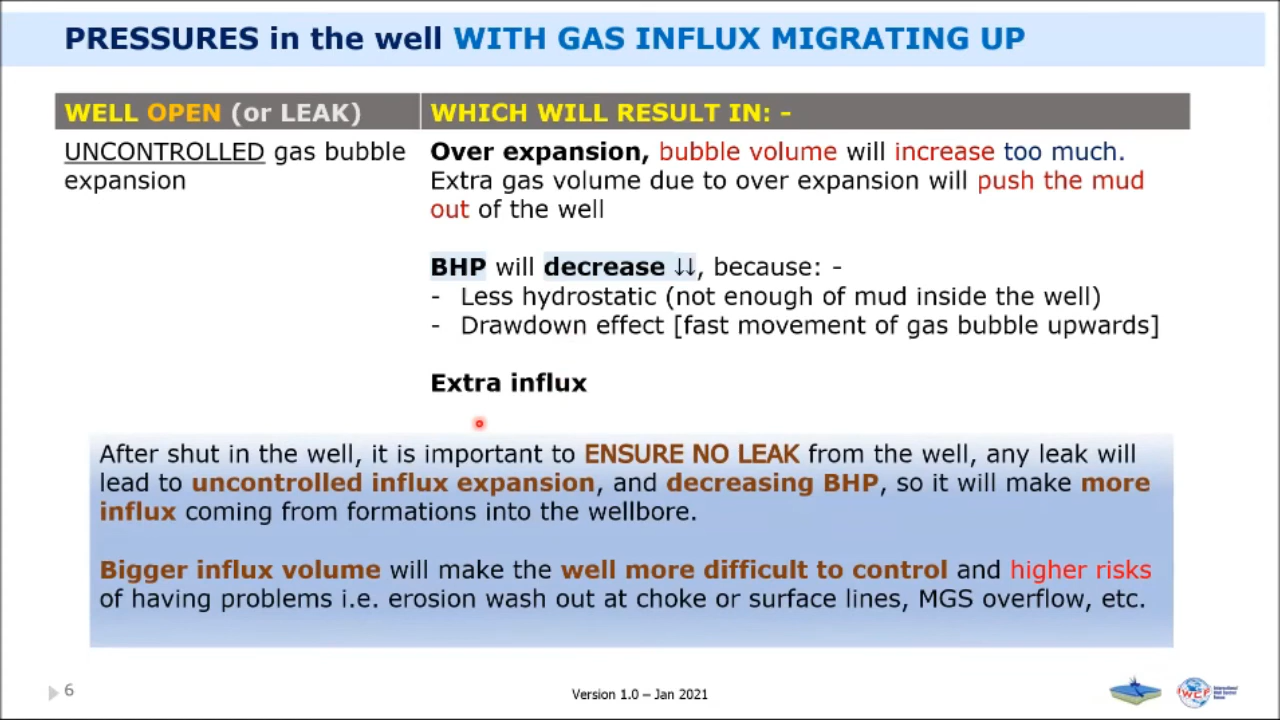 PRESSURES in the well WITH GAS INFLUX MIGRATING UP
WELL OPEN (or LEAK)
WHICH WILL RESULT IN: -
UNCONTROLLED gas bubble
expansion
Over expansion, bubble volume will increase too much.
Extra gas volume due to over expansion will push the mud
out of the well
BHP will decrease ↓↓, because: -
- Less hydrostatic (not enough of mud inside the well)
- Drawdown effect [fast movement of gas bubble upwards]
Extra influx
After shut in the well, it is important to ENSURE NO LEAK from the well, any leak will
lead to uncontrolled influx expansion, and decreasing BHP, so it will make more
influx coming from formations into the wellbore.
Bigger influx volume will make the well more difficult to control and higher risks
of having problems i.e. erosion wash out at choke or surface lines, MGS overflow, etc.
6
Version 1.0 – Jan 2021
IWCF
International
Well Control
Forum